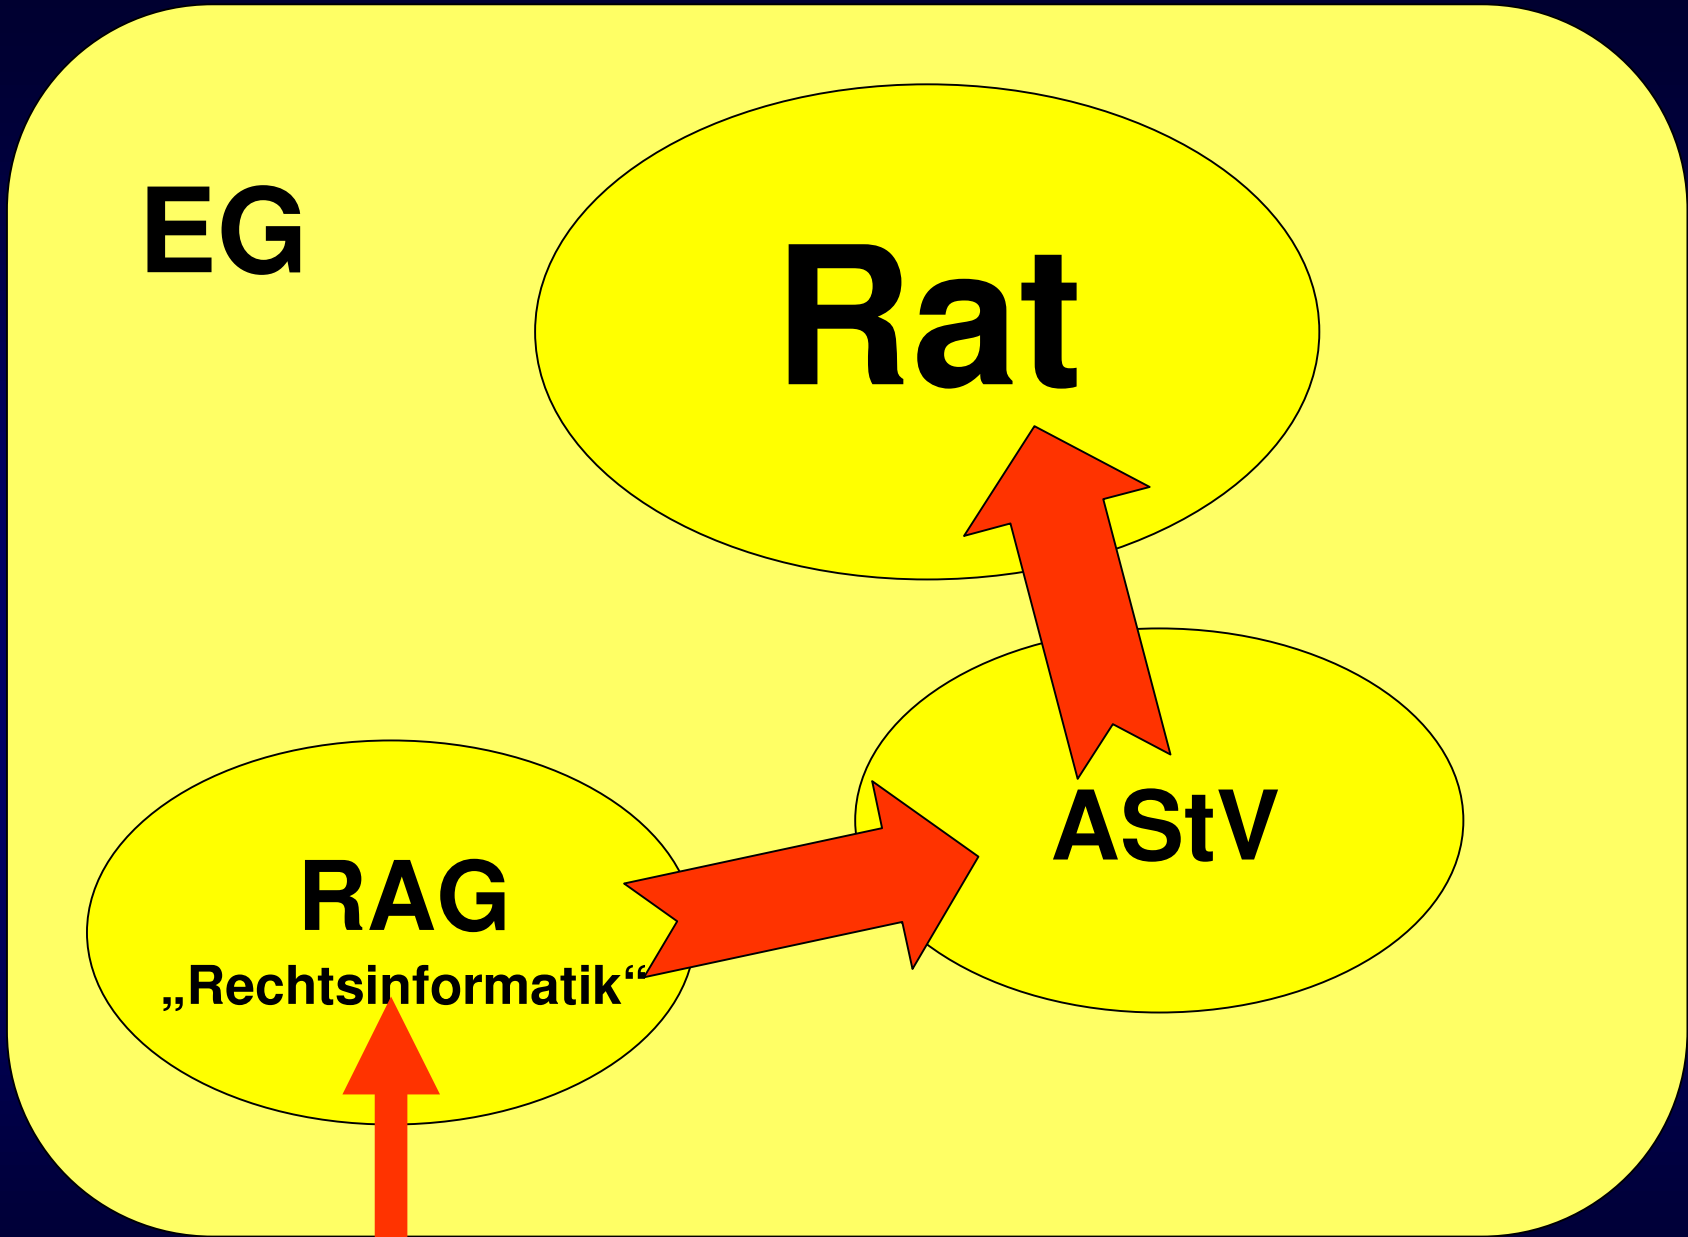 EG
Rat
AStV
RAG
„Rechtsinformatik“